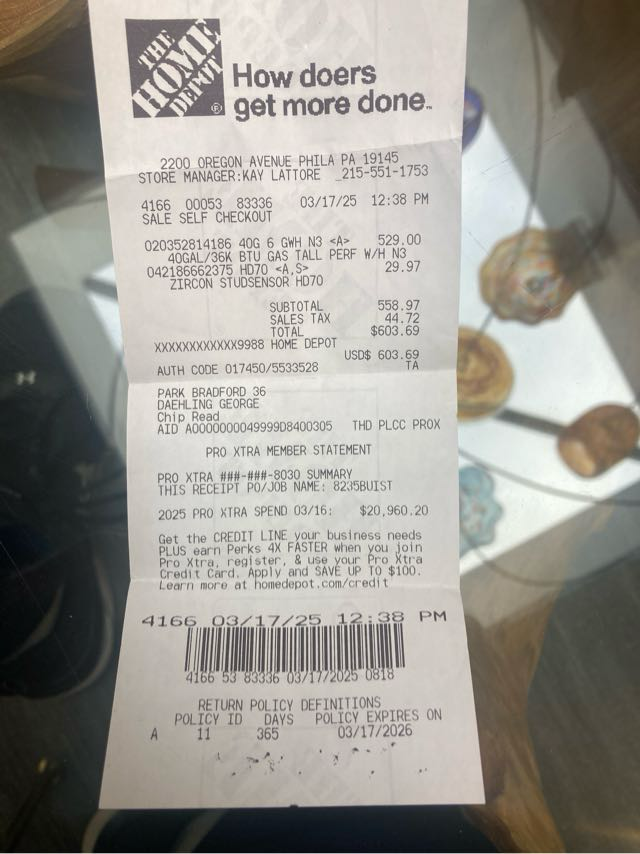 THE
HOME
DEPOT
®
How doers
get more done™
2200 OREGON AVENUE PHILA PA 19145
STORE MANAGER:KAY LATTORE _215-551-1753
4166 00053 83336 03/17/25 12:38 PM
SALE SELF CHECKOUT
020352814186 40G 6 GWH N3 <A> 529.00
40GAL/36K BTU GAS TALL PERF W/H N3
042186662375 HD70 <A,S> 29.97
ZIRCON STUDSENSOR HD70
SUBTOTAL 558.97
SALES TAX 44.72
TOTAL $603.69
XXXXXXXXXXXX9988 HOME DEPOT
USD$ 603.69
AUTH CODE 017450/5533528 TA
PARK BRADFORD 36
DAEHLING GEORGE
Chip Read
AID A0000000049999D8400305 THD PLCC PROX
PRO XTRA MEMBER STATEMENT
PRO XTRA ###-###-8030 SUMMARY
THIS RECEIPT PO/JOB NAME: 8235BUIST
2025 PRO XTRA SPEND 03/16: $20,960.20
Get the CREDIT LINE your business needs
PLUS earn Perks 4X FASTER when you join
Pro Xtra, register, & use your Pro Xtra
Credit Card. Apply and SAVE UP TO $100.
Learn more at homedepot.com/credit
4166 03/17/25 12:38 PM
4166 53 83336 03/17/2025 0818
RETURN POLICY DEFINITIONS
POLICY ID DAYS POLICY EXPIRES ON
A 11 365 03/17/2026